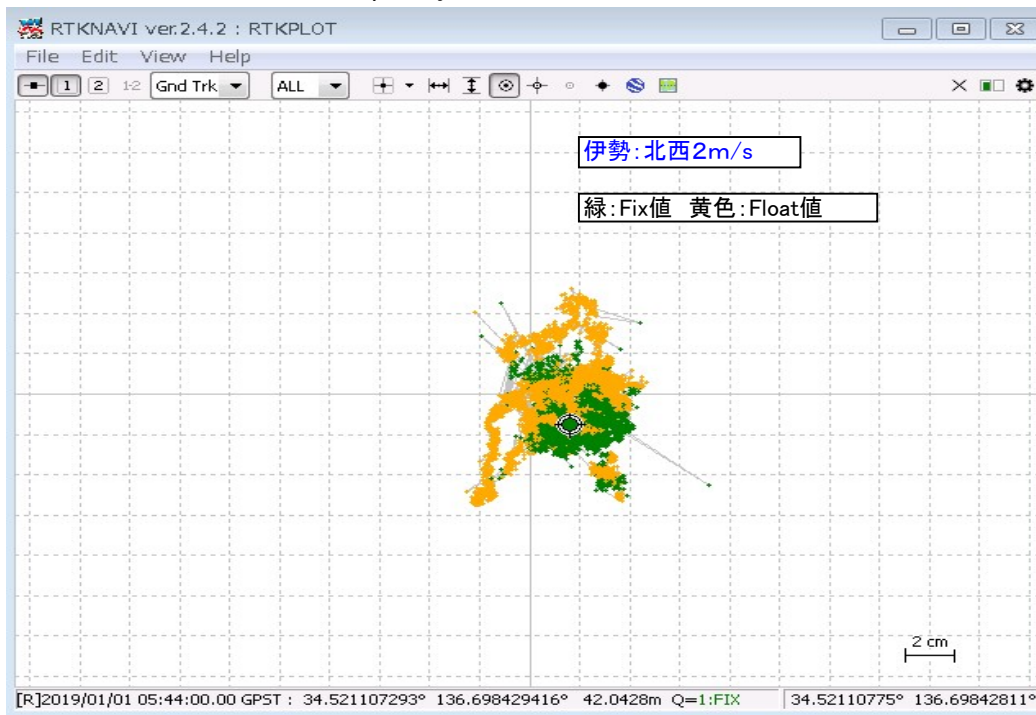 RTKNAVI ver.2.4.2 : RTKPLOT
File Edit View Help
1 2 1-2 Gnd Trk ALL
伊勢:北西2m/s
緑:Fix値 黄色:Float値
2 cm
[R]2019/01/01 05:44:00.00 GPST : 34.521107293° 136.698429416° 42.0428m Q=1:FIX 34.52110775° 136.69842811°